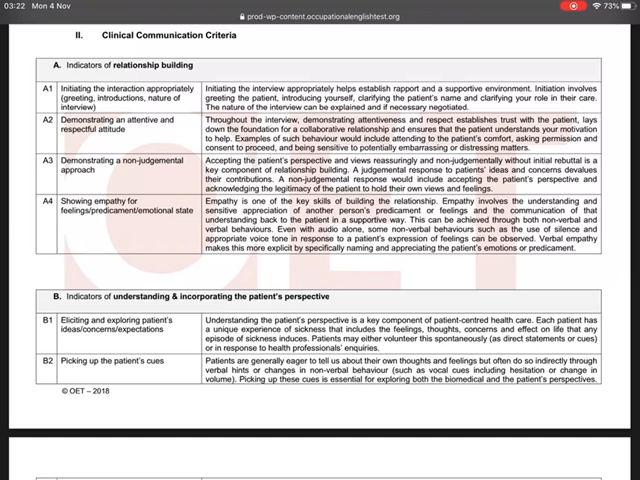 03:22 Mon 4 Nov
73%
prod-wp-content.occupationalenglishtest.org
II. Clinical Communication Criteria
A. Indicators of relationship building
A1 Initiating the interaction appropriately (greeting, introductions, nature of interview)
Initiating the interview appropriately helps establish rapport and a supportive environment. Initiation involves
greeting the patient, introducing yourself, clarifying the patient's name and clarifying your role in their care.
The nature of the interview can be explained and if necessary negotiated.
A2 Demonstrating an attentive and respectful attitude
Throughout the interview, demonstrating attentiveness and respect establishes trust with the patient, lays
down the foundation for a collaborative relationship and ensures that the patient understands your motivation
to help. Examples of such behaviour would include attending to the patient's comfort, asking permission and
consent to proceed, and being sensitive to potentially embarrassing or distressing matters.
A3 Demonstrating a non-judgemental approach
Accepting the patient's perspective and views reassuringly and non-judgementally without initial rebuttal is a
key component of relationship building. A judgemental response to patients' ideas and concerns devalues
their contributions. A non-judgemental response would include accepting the patient's perspective and
acknowledging the legitimacy of the patient to hold their own views and feelings.
A4 Showing empathy for feelings/predicament/emotional state
Empathy is one of the key skills of building the relationship. Empathy involves the understanding and
sensitive appreciation of another person's predicament or feelings and the communication of that
understanding back to the patient in a supportive way. This can be achieved through both non-verbal and
verbal behaviours. Even with audio alone, some non-verbal behaviours such as the use of silence and
appropriate voice tone in response to a patient's expression of feelings can be observed. Verbal empathy
makes this more explicit by specifically naming and appreciating the patient's emotions or predicament.
B. Indicators of understanding & incorporating the patient's perspective
B1 Eliciting and exploring patient's ideas/concerns/expectations
Understanding the patient's perspective is a key component of patient-centred health care. Each patient has
a unique experience of sickness that includes the feelings, thoughts, concerns and effect on life that any
episode of sickness induces. Patients may either volunteer this spontaneously (as direct statements or cues)
or in response to health professionals' enquiries.
B2 Picking up the patient's cues
Patients are generally eager to tell us about their own thoughts and feelings but often do so indirectly through
verbal hints or changes in non-verbal behaviour (such as vocal cues including hesitation or change in
volume). Picking up these cues is essential for exploring both the biomedical and the patient's perspectives.
© OET – 2018
OET